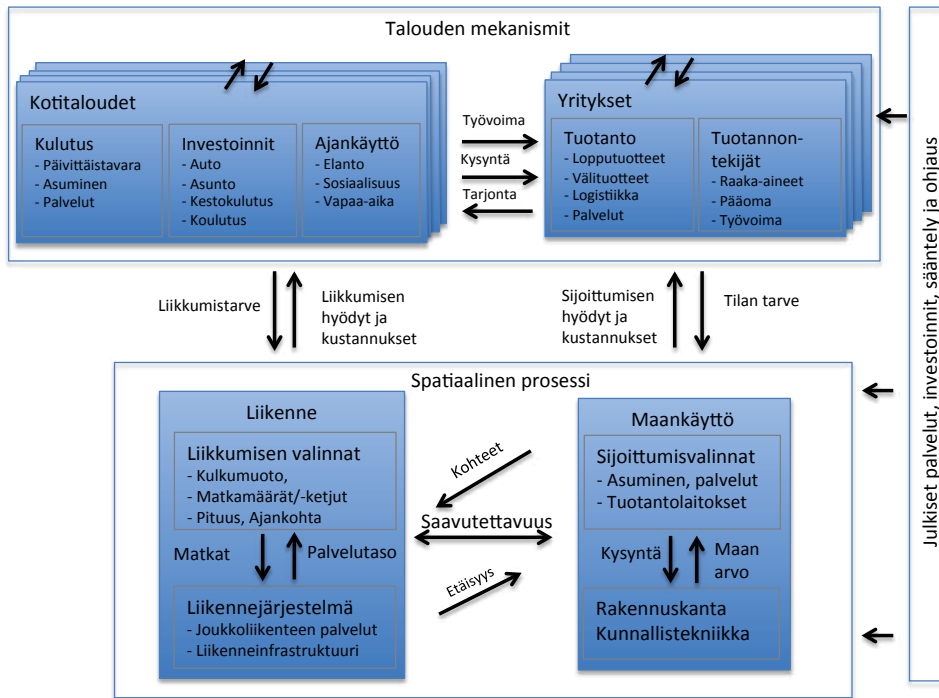 Talouden mekanismit
Kotitaloudet
Kulutus
- Päivittäistavara
- Asuminen
- Palvelut
Investoinnit
- Auto
- Asunto
- Kestokulutus
- Koulutus
Ajankäyttö
- Elanto
- Sosiaalisuus
- Vapaa-aika
Työvoima
Kysyntä
Tarjonta
Yritykset
Tuotanto
- Lopputuotteet
- Välituotteet
- Logistiikka
- Palvelut
Tuotannon-
tekijät
- Raaka-aineet
- Pääoma
- Työvoima
Liikkumistarve
Liikkumisen
hyödyt ja
kustannukset
Sijoittumisen
hyödyt ja
kustannukset
Tilan tarve
Spatiaalinen prosessi
Liikenne
Liikkumisen valinnat
- Kulkumuoto,
- Matkamäärät/-ketjut
- Pituus, Ajankohta
Matkat
Palvelutaso
Liikennejärjestelmä
- Joukkoliikenteen palvelut
- Liikenneinfrastruktuuri
Kohteet
Saavutettavuus
Etäisyys
Maankäyttö
Sijoittumisvalinnat
- Asuminen, palvelut
- Tuotantolaitokset
Kysyntä
Maan
arvo
Rakennuskanta
Kunnallistekniikka
Julkiset palvelut, investoinnit, sääntely ja ohjaus